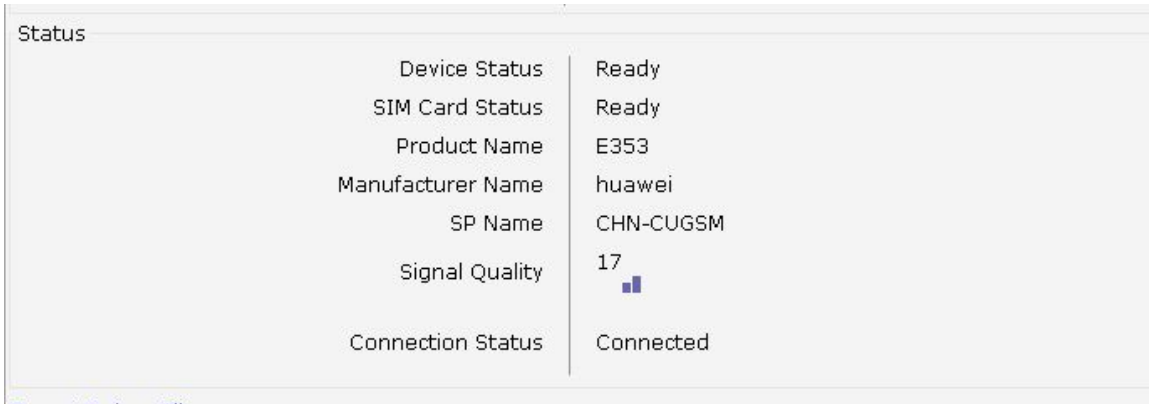 Status
Device Status Ready
SIM Card Status Ready
Product Name E353
Manufacturer Name huawei
SP Name CHN-CUGSM
Signal Quality 17
Connection Status Connected